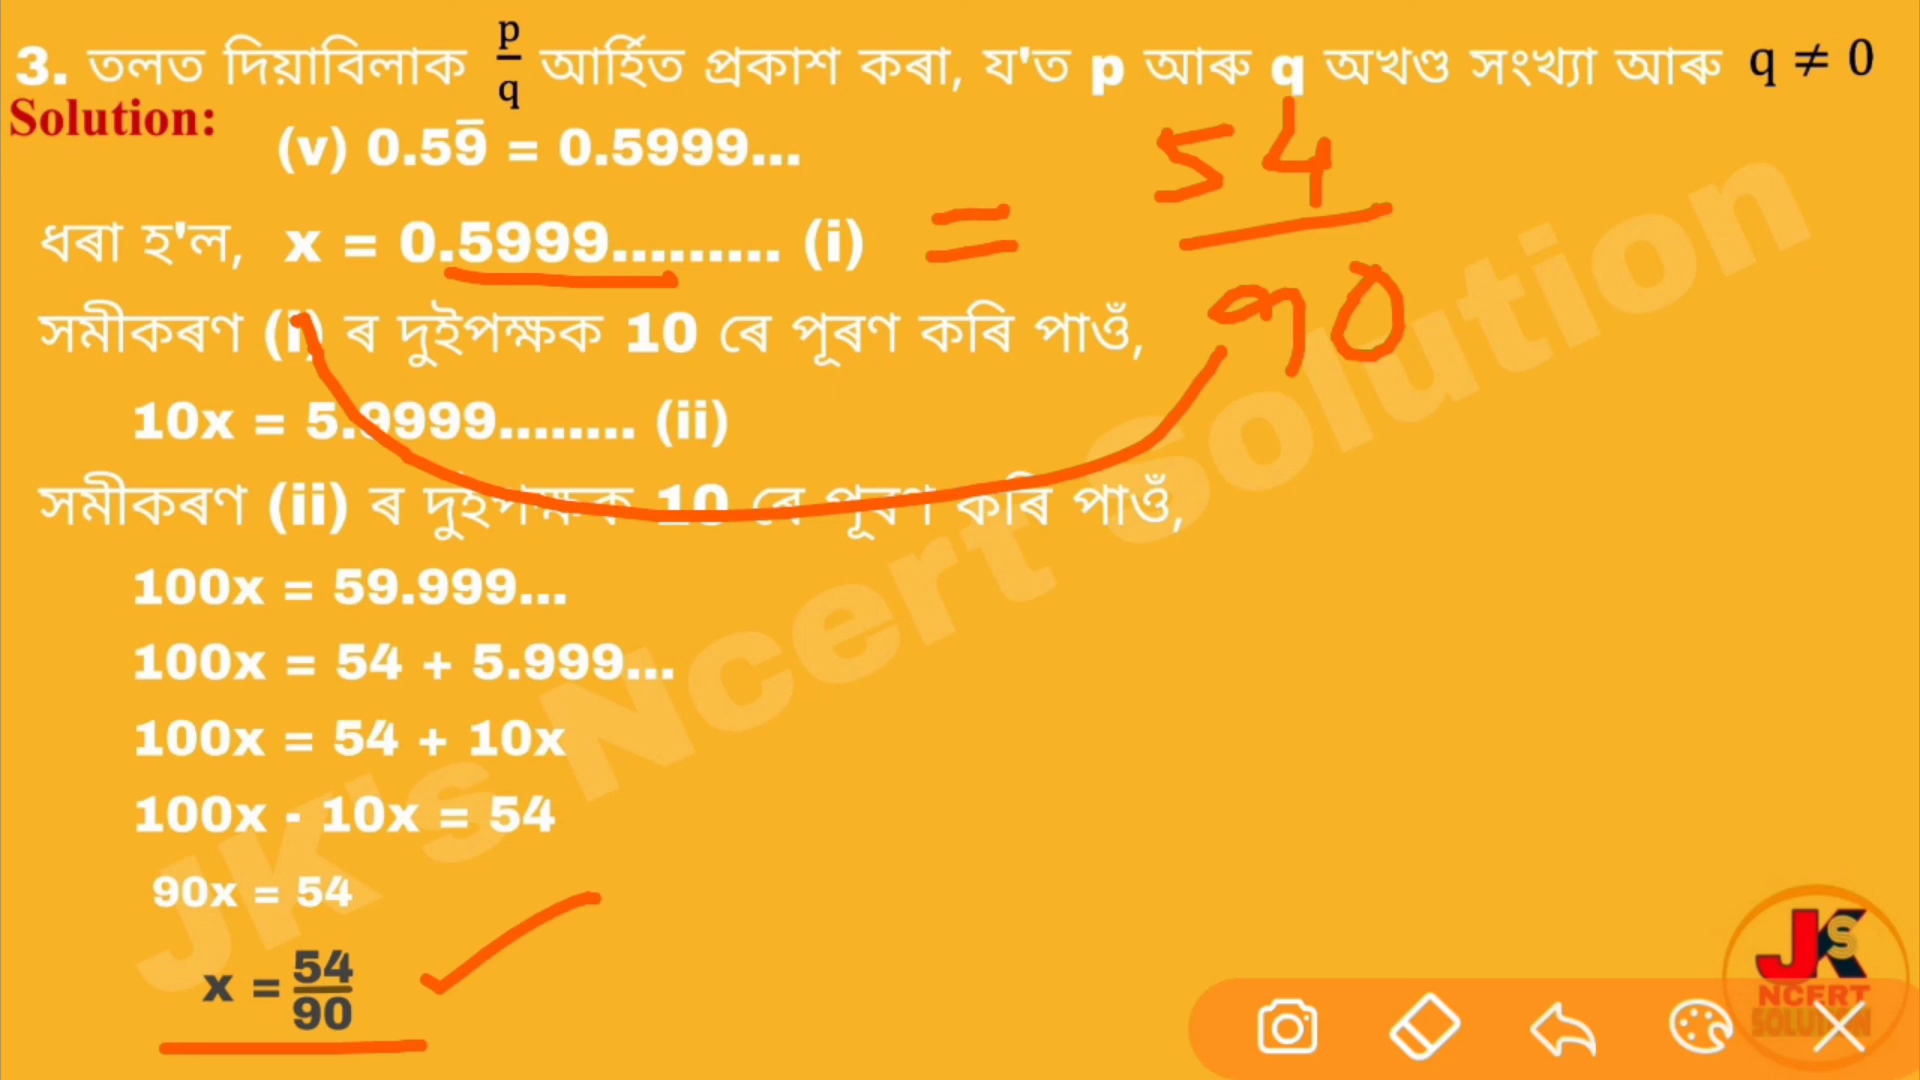 3. তলত দিয়াবিলাক p/q আৰ্হিত প্ৰকাশ কৰা, য'ত p আৰু q অখণ্ড সংখ্যা আৰু q ≠ 0
Solution:
(v) 0.59̄ = 0.5999...
ধৰা হ'ল, x = 0.5999.......... (i) = 54/90
সমীকৰণ (i) ৰ দুইপক্ষক 10 ৰে পূৰণ কৰি পাওঁ,
10x = 5.9999........ (ii)
সমীকৰণ (ii) ৰ দুইপক্ষক 10 ৰে পূৰণ কৰি পাওঁ,
100x = 59.999...
100x = 54 + 5.999...
100x = 54 + 10x
100x - 10x = 54
90x = 54
x = 54/90
JK's Ncert Solution
JKS
NCERT
SOLUTION